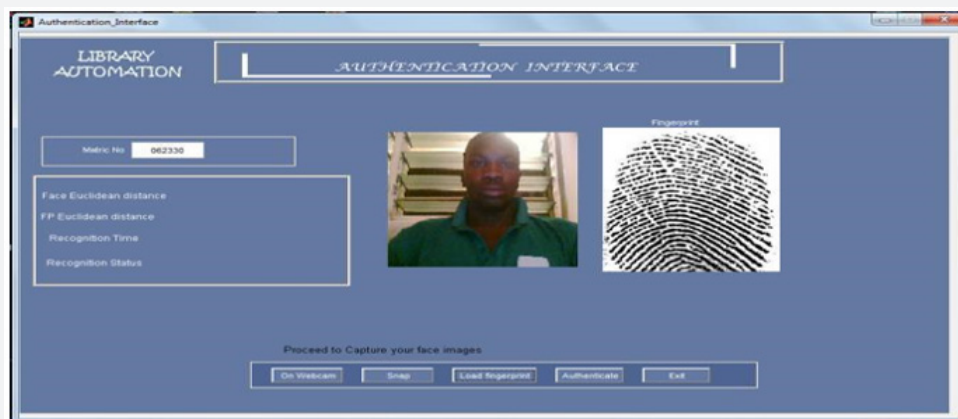 Authentication_Interface
LIBRARY
AUTOMATION
AUTHENTICATION INTERFACE
Matric No
062330
Fingerprint
Face Euclidean distance
FP Euclidean distance
Recognition Time
Recognition Status
Proceed to Capture your face images
On Webcam
Snap
Load fingerprint
Authenticate
Exit